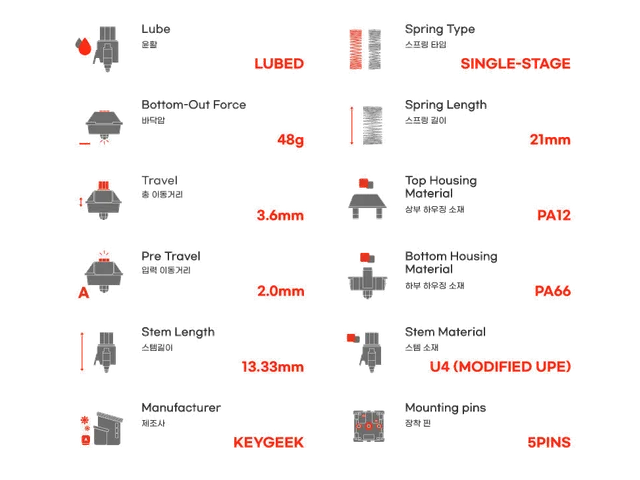 Lube
윤활
LUBED
Spring Type
스프링 타입
SINGLE-STAGE
Bottom-Out Force
바닥압
48g
Spring Length
스프링 길이
21mm
Travel
총 이동거리
3.6mm
Top Housing
Material
상부 하우징 소재
PA12
Pre Travel
입력 이동거리
A
2.0mm
Bottom Housing
Material
하부 하우징 소재
PA66
Stem Length
스템길이
13.33mm
Stem Material
스템 소재
U4 (MODIFIED UPE)
Manufacturer
제조사
KEYGEEK
Mounting pins
장착 핀
5PINS